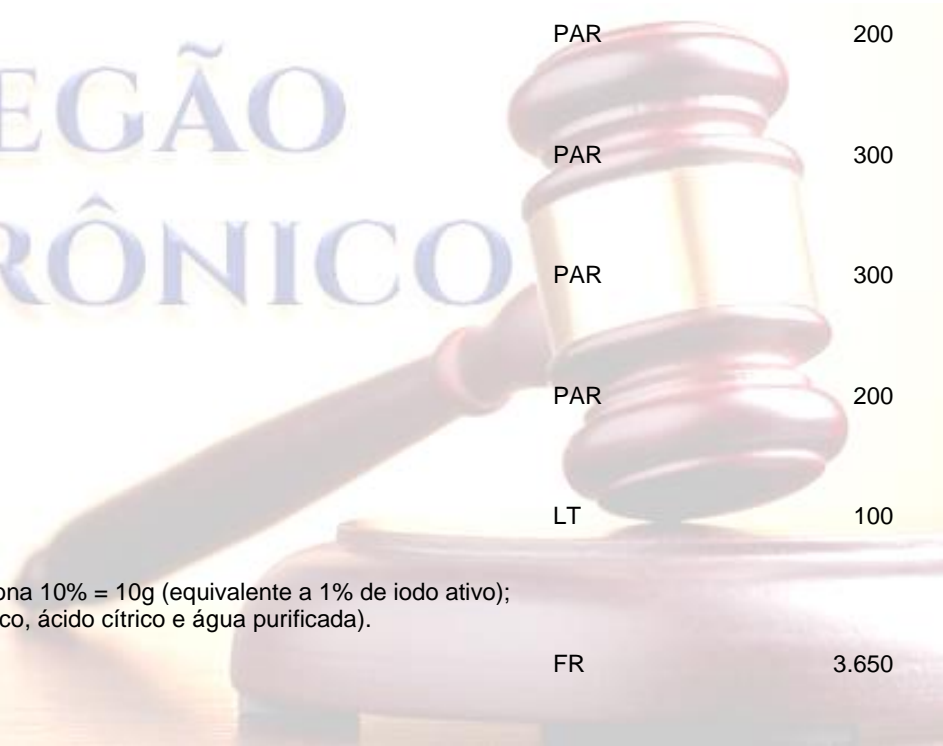 PAR 200
EGÃO
PAR 300
RÔNICO
PAR 300
PAR 200
LT 100
ona 10% = 10g (equivalente a 1% de iodo ativo);
co, ácido cítrico e água purificada).
FR 3.650